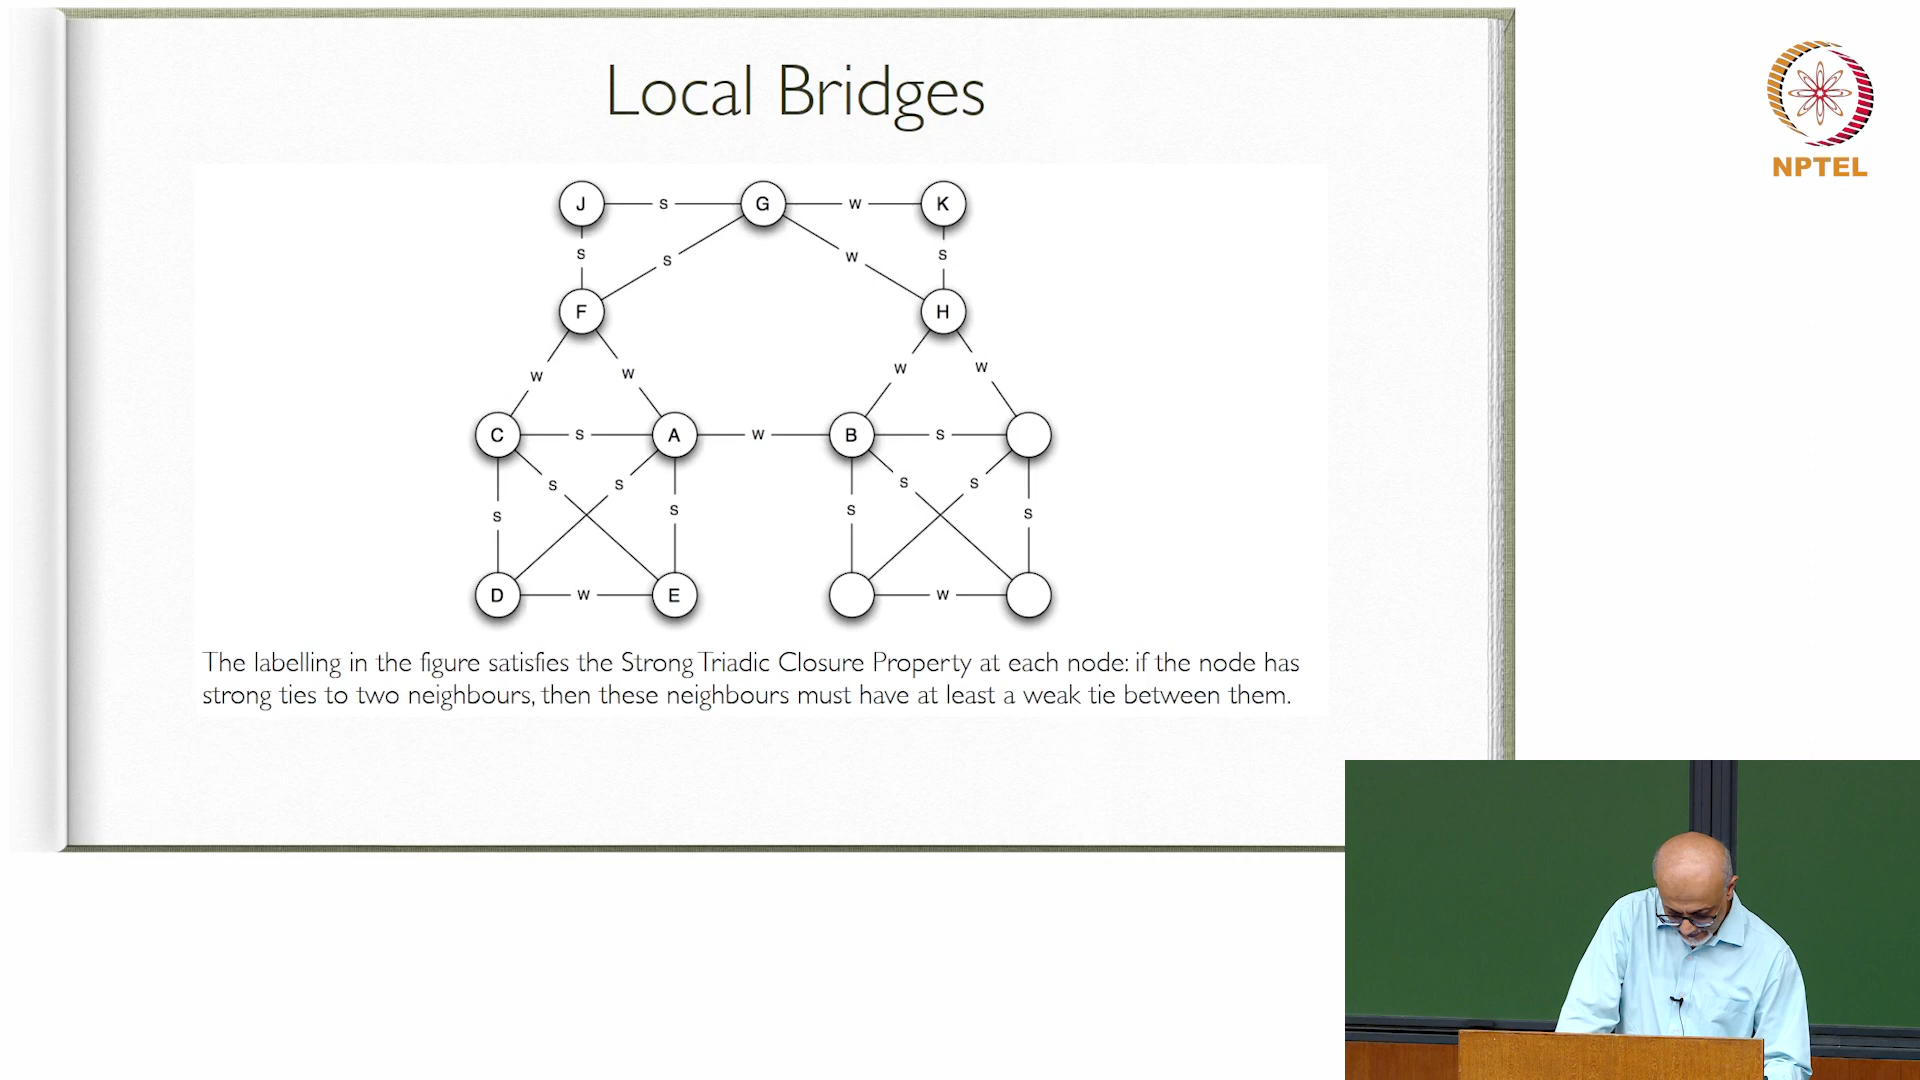 Local Bridges
NPTEL
J S G W K
S S W S
F H
W W W W
C S A W B S
S S S S S S S S
D W E W
The labelling in the figure satisfies the Strong Triadic Closure Property at each node: if the node has
strong ties to two neighbours, then these neighbours must have at least a weak tie between them.